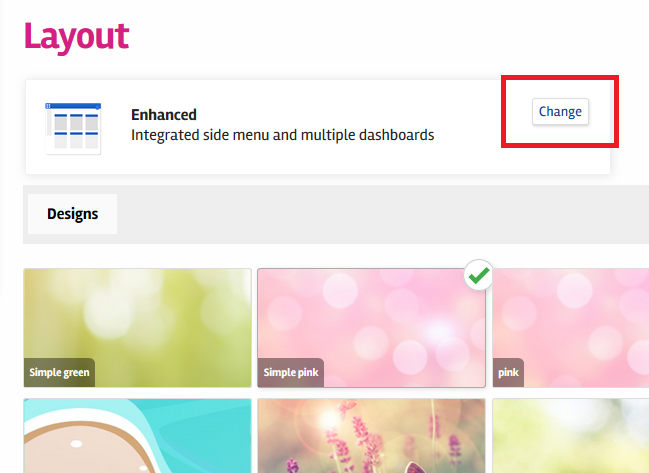 Layout
Enhanced
Integrated side menu and multiple dashboards
Change
Designs
Simple green
Simple pink
pink